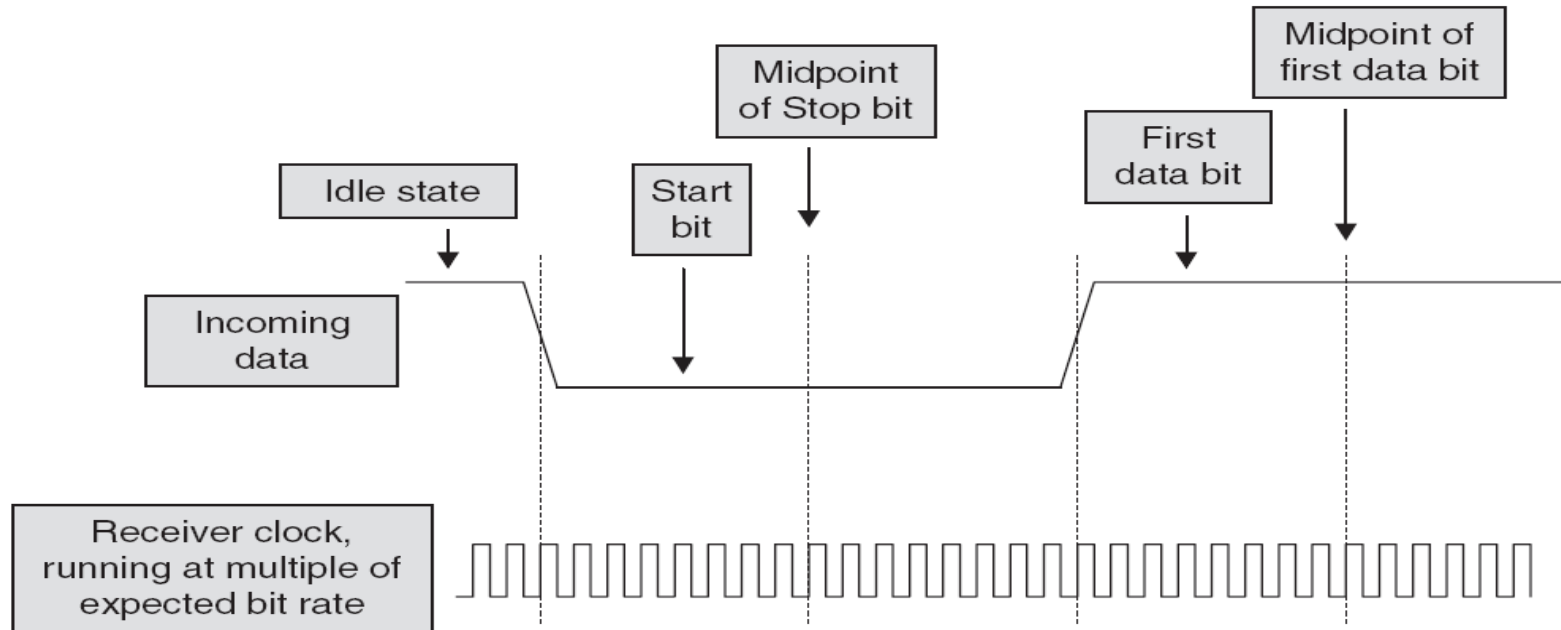 Midpoint of
first data bit
Midpoint
of Stop bit
First
data bit
Idle state
Start
bit
Incoming
data
Receiver clock,
running at multiple of
expected bit rate